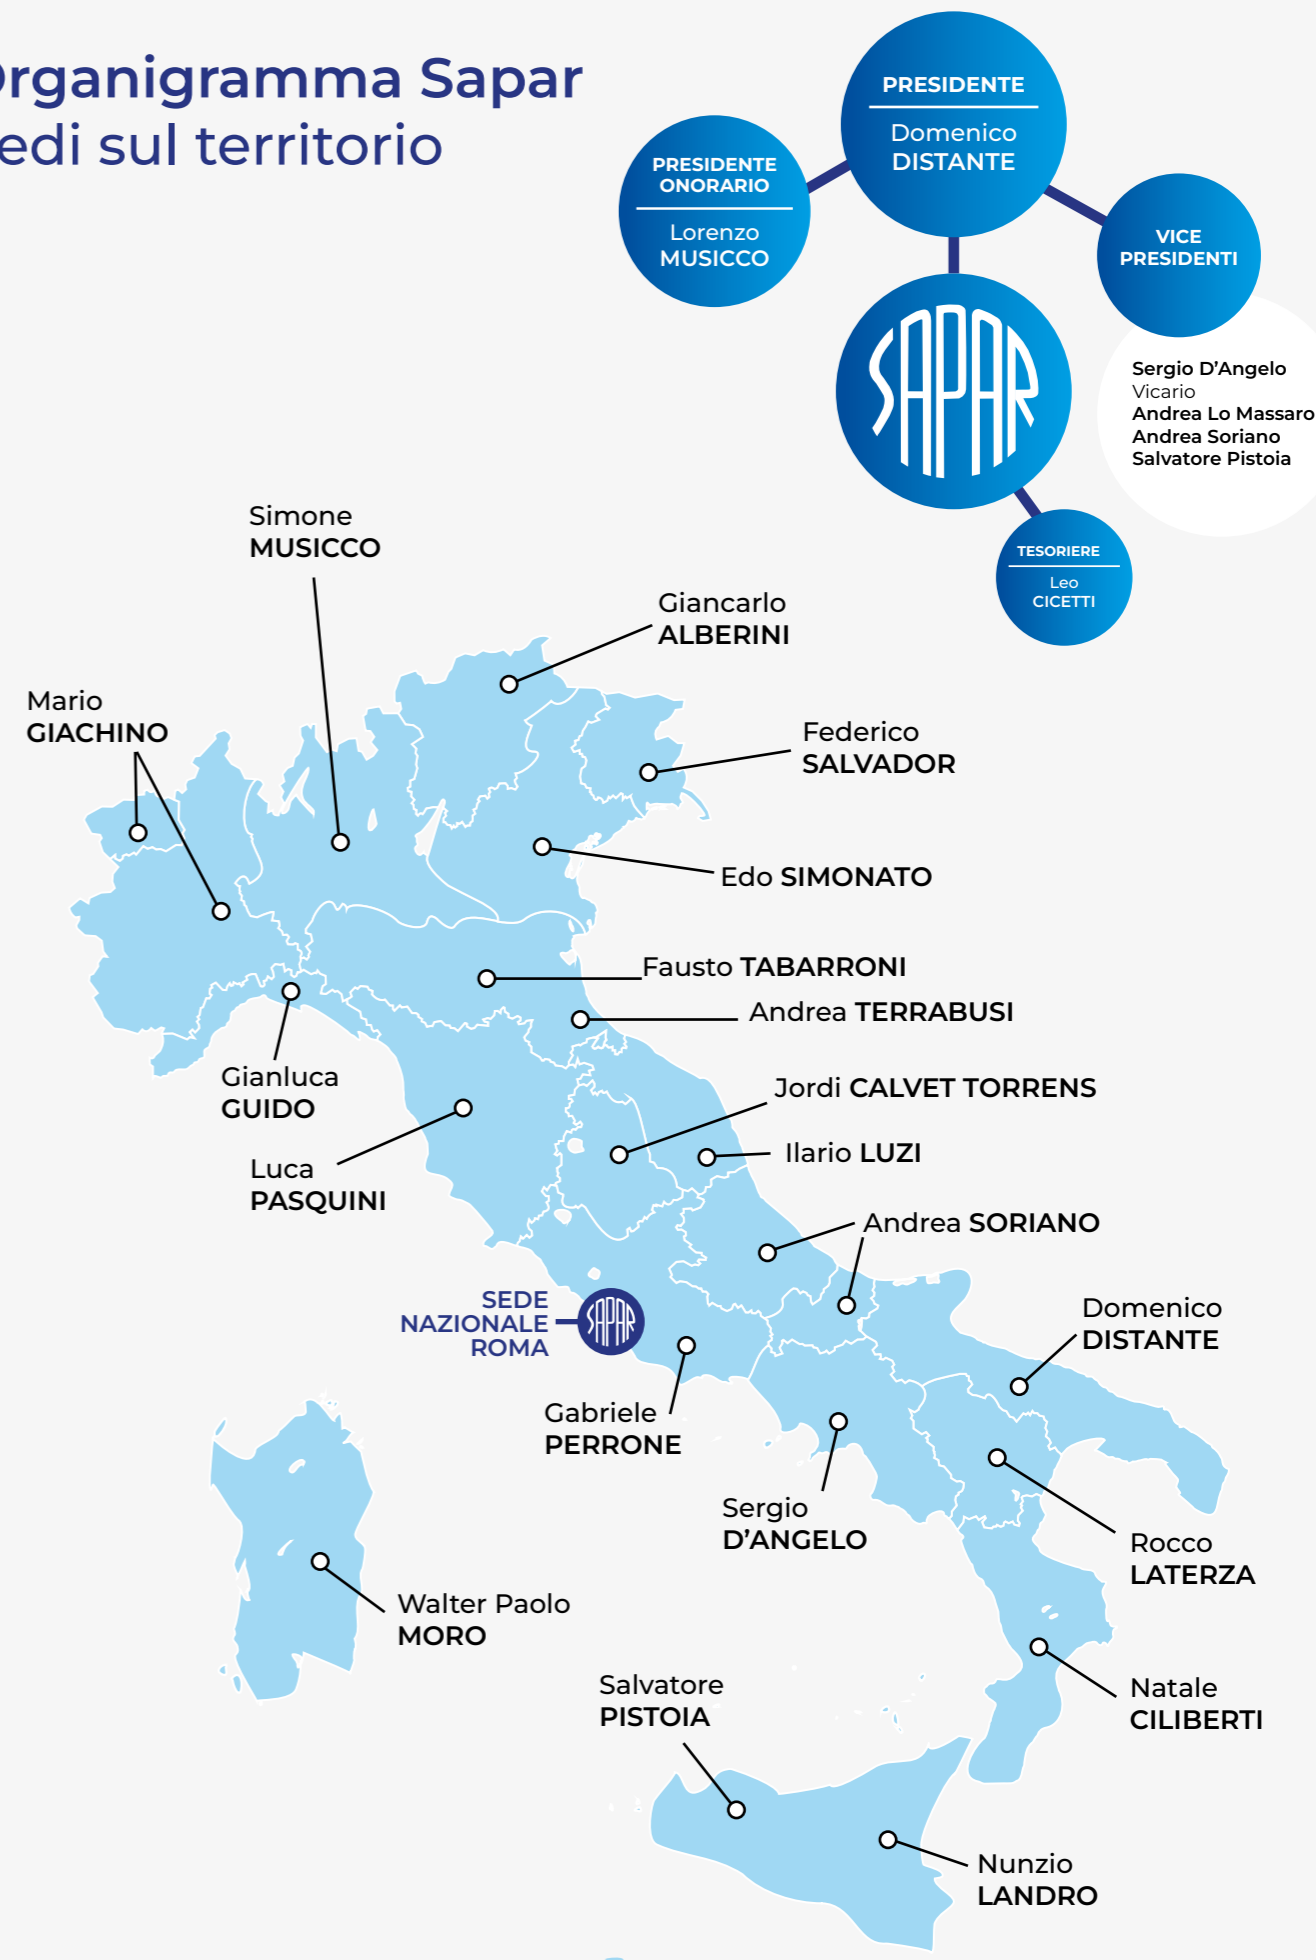 Organigramma Sapar
edi sul territorio
PRESIDENTE
Domenico
DISTANTE
PRESIDENTE
ONORARIO
Lorenzo
MUSICCO
VICE
PRESIDENTI
SAPAR
Sergio D’Angelo
Vicario
Andrea Lo Massaro
Andrea Soriano
Salvatore Pistoia
TESORIERE
Leo
CICETTI
Simone
MUSICCO
Giancarlo
ALBERINI
Mario
GIACHINO
Federico
SALVADOR
Edo SIMONATO
Fausto TABARRONI
Andrea TERRABUSI
Gianluca
GUIDO
Jordi CALVET TORRENS
Luca
PASQUINI
Ilario LUZI
Andrea SORIANO
SEDE
NAZIONALE
ROMA
SAPAR
Domenico
DISTANTE
Gabriele
PERRONE
Sergio
D’ANGELO
Rocco
LATERZA
Walter Paolo
MORO
Natale
CILIBERTI
Salvatore
PISTOIA
Nunzio
LANDRO